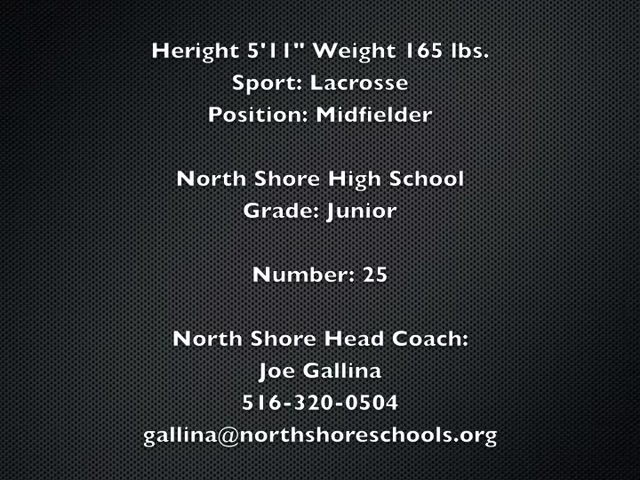 Heright 5'11" Weight 165 lbs.
Sport: Lacrosse
Position: Midfielder
North Shore High School
Grade: Junior
Number: 25
North Shore Head Coach:
Joe Gallina
516-320-0504
gallina@northshoreschools.org